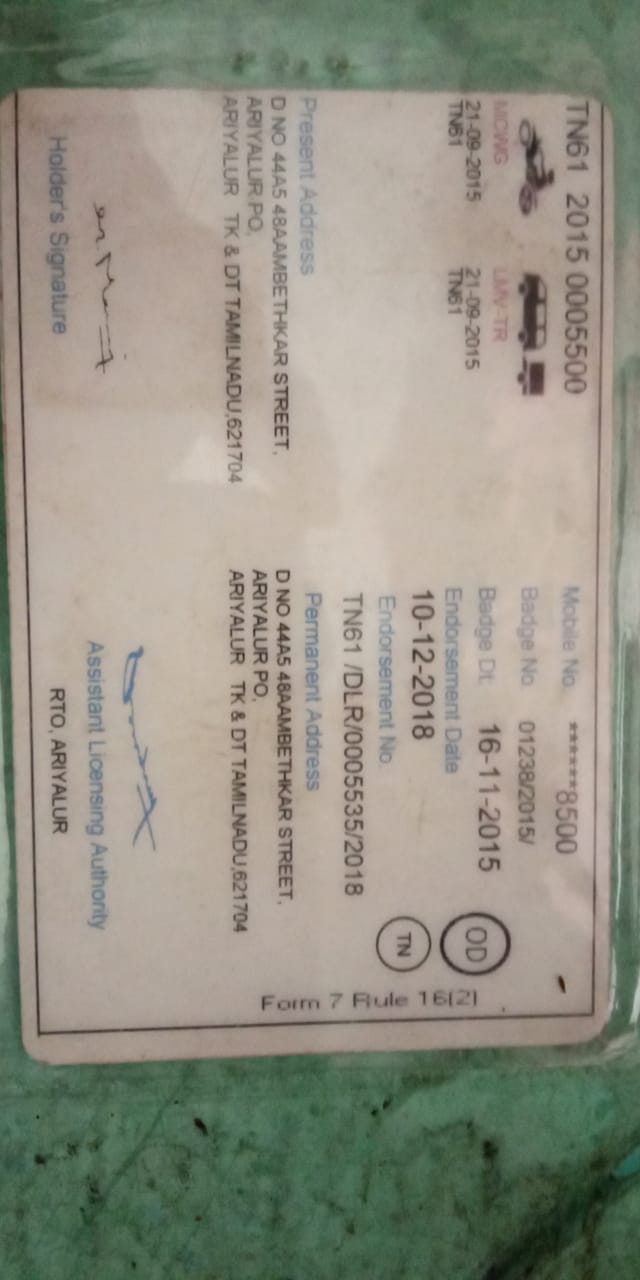 TN61 2015 0005500
MCWG
21-09-2015
TN61
LMV-TR
21-09-2015
TN61
Mobile No. ******8500
Badge No. 01238/2015/
Badge Dt. 16-11-2015
Endorsement Date
10-12-2018
Endorsement No.
TN61 /DLR/0005535/2018
OD
TN
Form 7 Rule 16(2)
Present Address
D NO 44A5 48AAMBETHKAR STREET,
ARIYALUR PO,
ARIYALUR TK & DT TAMILNADU,621704
Permanent Address
D NO 44A5 48AAMBETHKAR STREET,
ARIYALUR PO,
ARIYALUR TK & DT TAMILNADU,621704
Holder's Signature
Assistant Licensing Authority
RTO, ARIYALUR